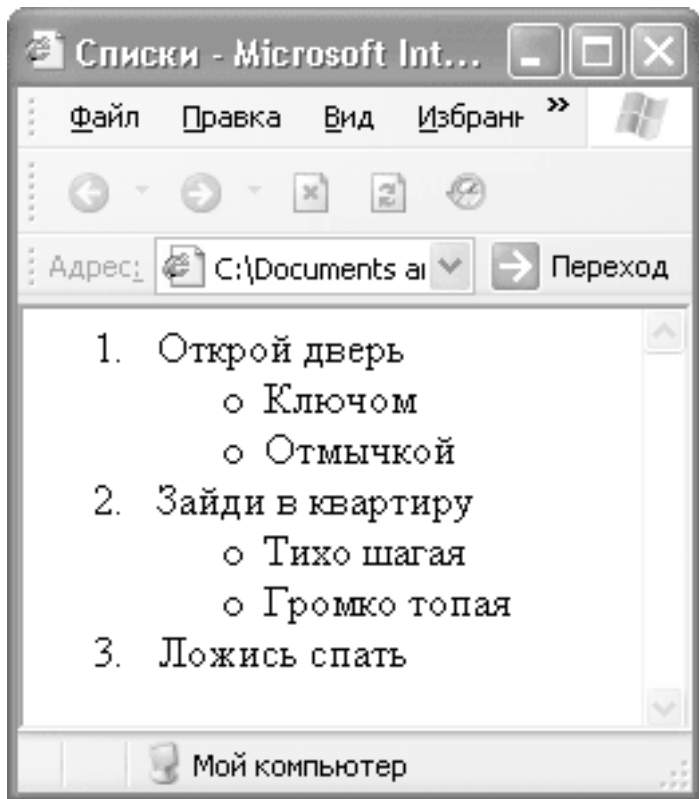 Списки - Microsoft Int...
Файл Правка Вид Избранн »
Адрес: C:\Documents ar Переход
1. Открой дверь
o Ключом
o Отмычкой
2. Зайди в квартиру
o Тихо шагая
o Громко топая
3. Ложись спать
Мой компьютер